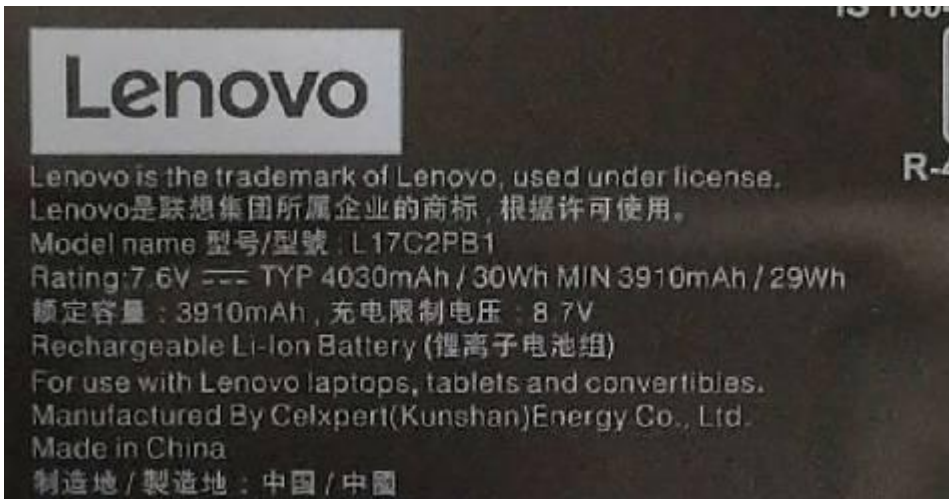 Lenovo
Lenovo is the trademark of Lenovo, used under license.
Lenovo是联想集团所属企业的商标，根据许可使用。
Model name 型号/型號 : L17C2PB1
Rating:7.6V ⎓ TYP 4030mAh / 30Wh MIN 3910mAh / 29Wh
额定容量 : 3910mAh , 充电限制电压 : 8.7V
Rechargeable Li-Ion Battery (锂离子电池组)
For use with Lenovo laptops, tablets and convertibles.
Manufactured By Celxpert(Kunshan)Energy Co., Ltd.
Made in China
制造地 / 製造地 : 中国 / 中國